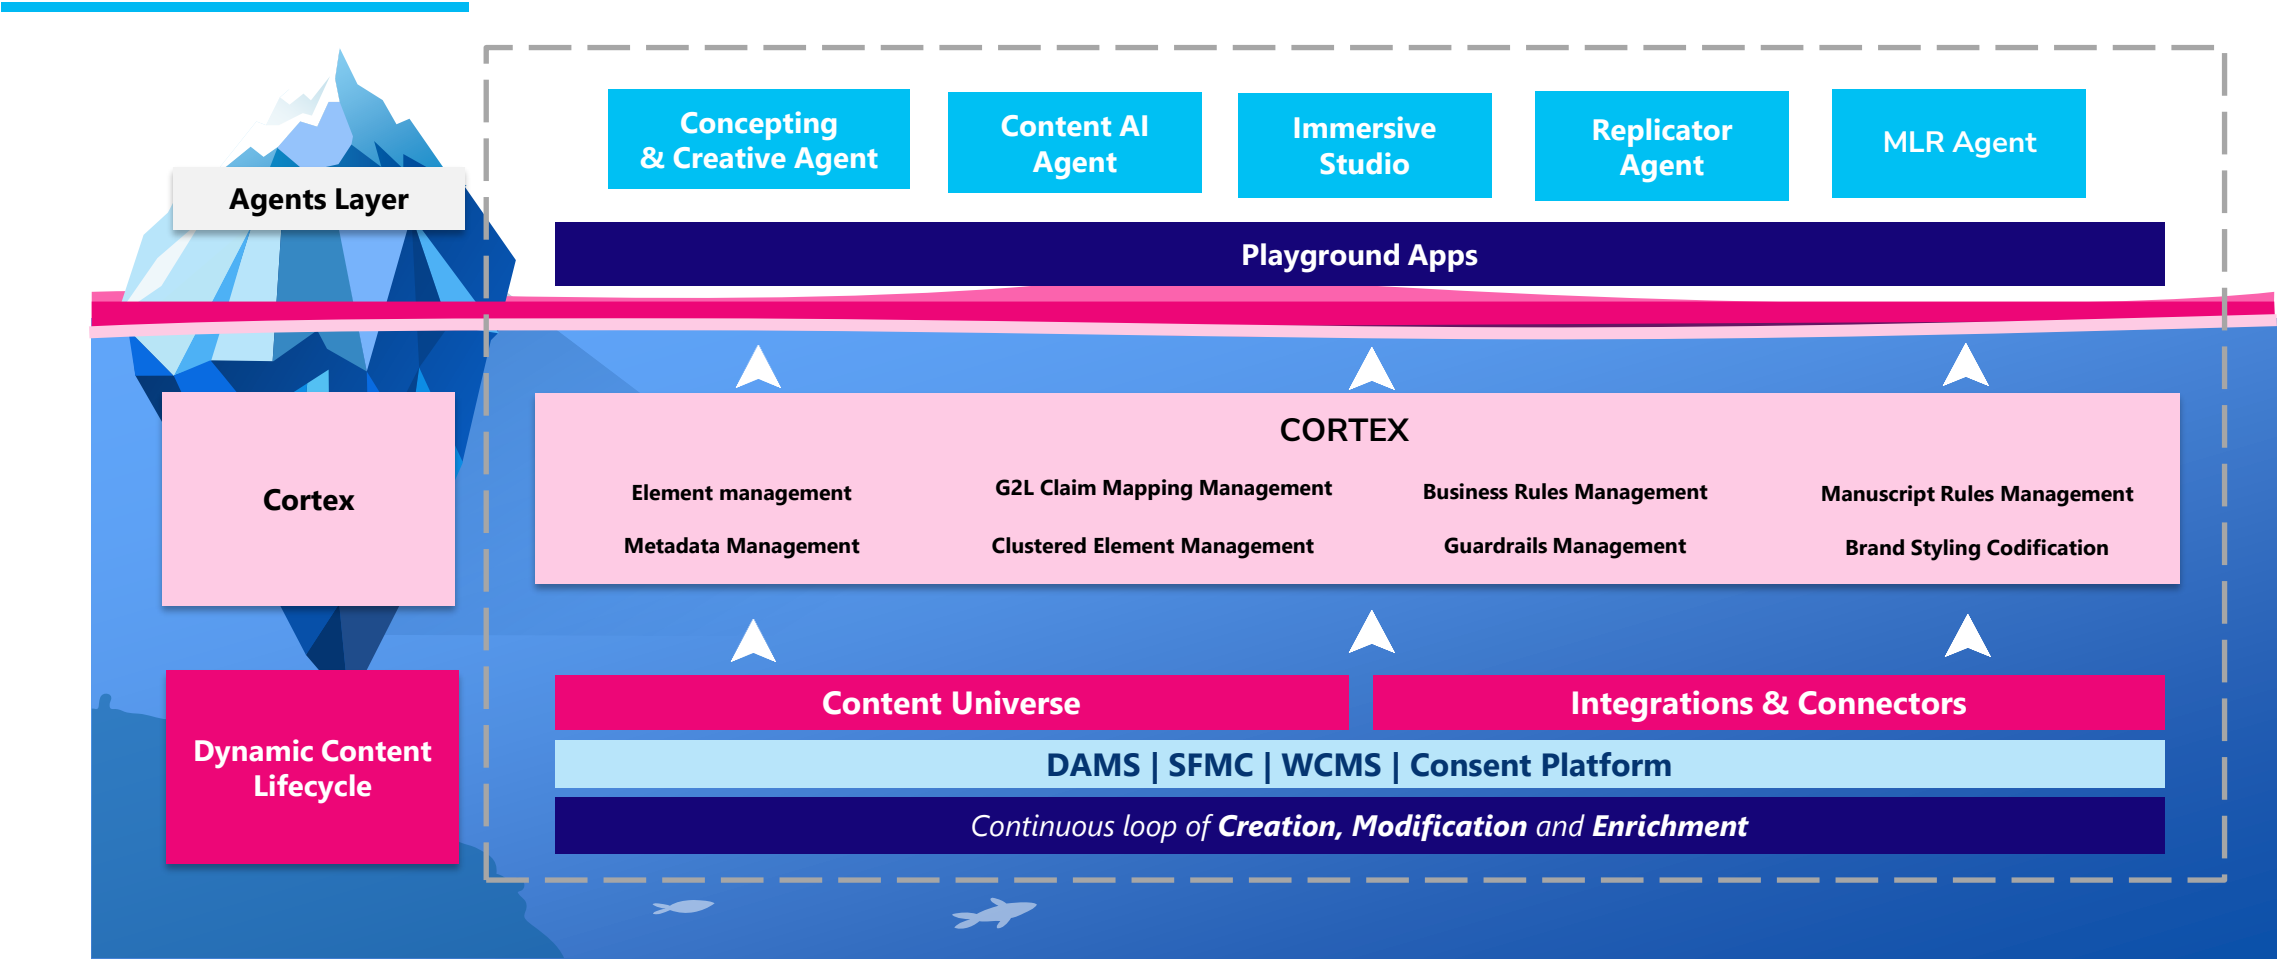 Concepting
& Creative Agent
Content AI
Agent
Immersive
Studio
Replicator
Agent
MLR Agent
Agents Layer
Playground Apps
CORTEX
Cortex
Element management
G2L Claim Mapping Management
Business Rules Management
Manuscript Rules Management
Metadata Management
Clustered Element Management
Guardrails Management
Brand Styling Codification
Dynamic Content
Lifecycle
Content Universe
Integrations & Connectors
DAMS | SFMC | WCMS | Consent Platform
Continuous loop of Creation, Modification and Enrichment